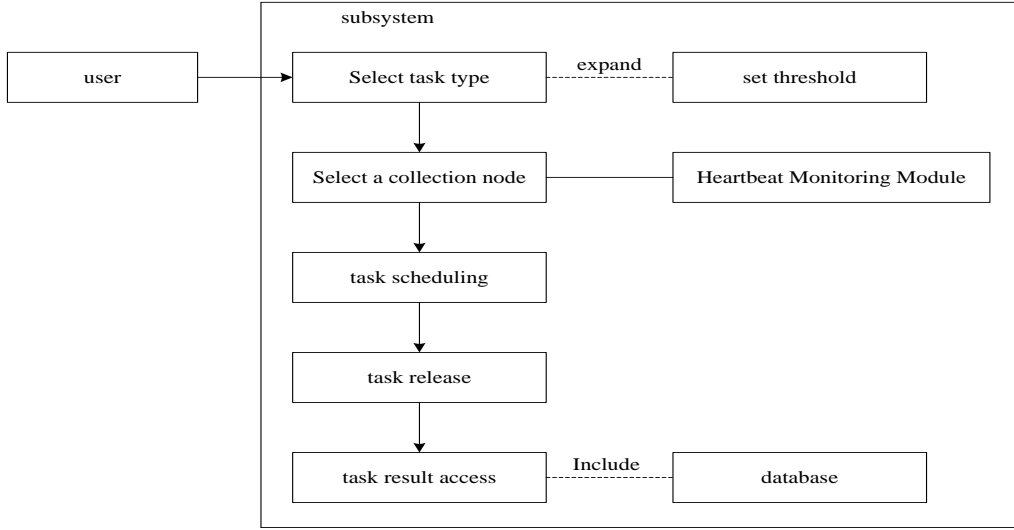 subsystem
user
Select task type
expand
set threshold
Select a collection node
Heartbeat Monitoring Module
task scheduling
task release
task result access
Include
database